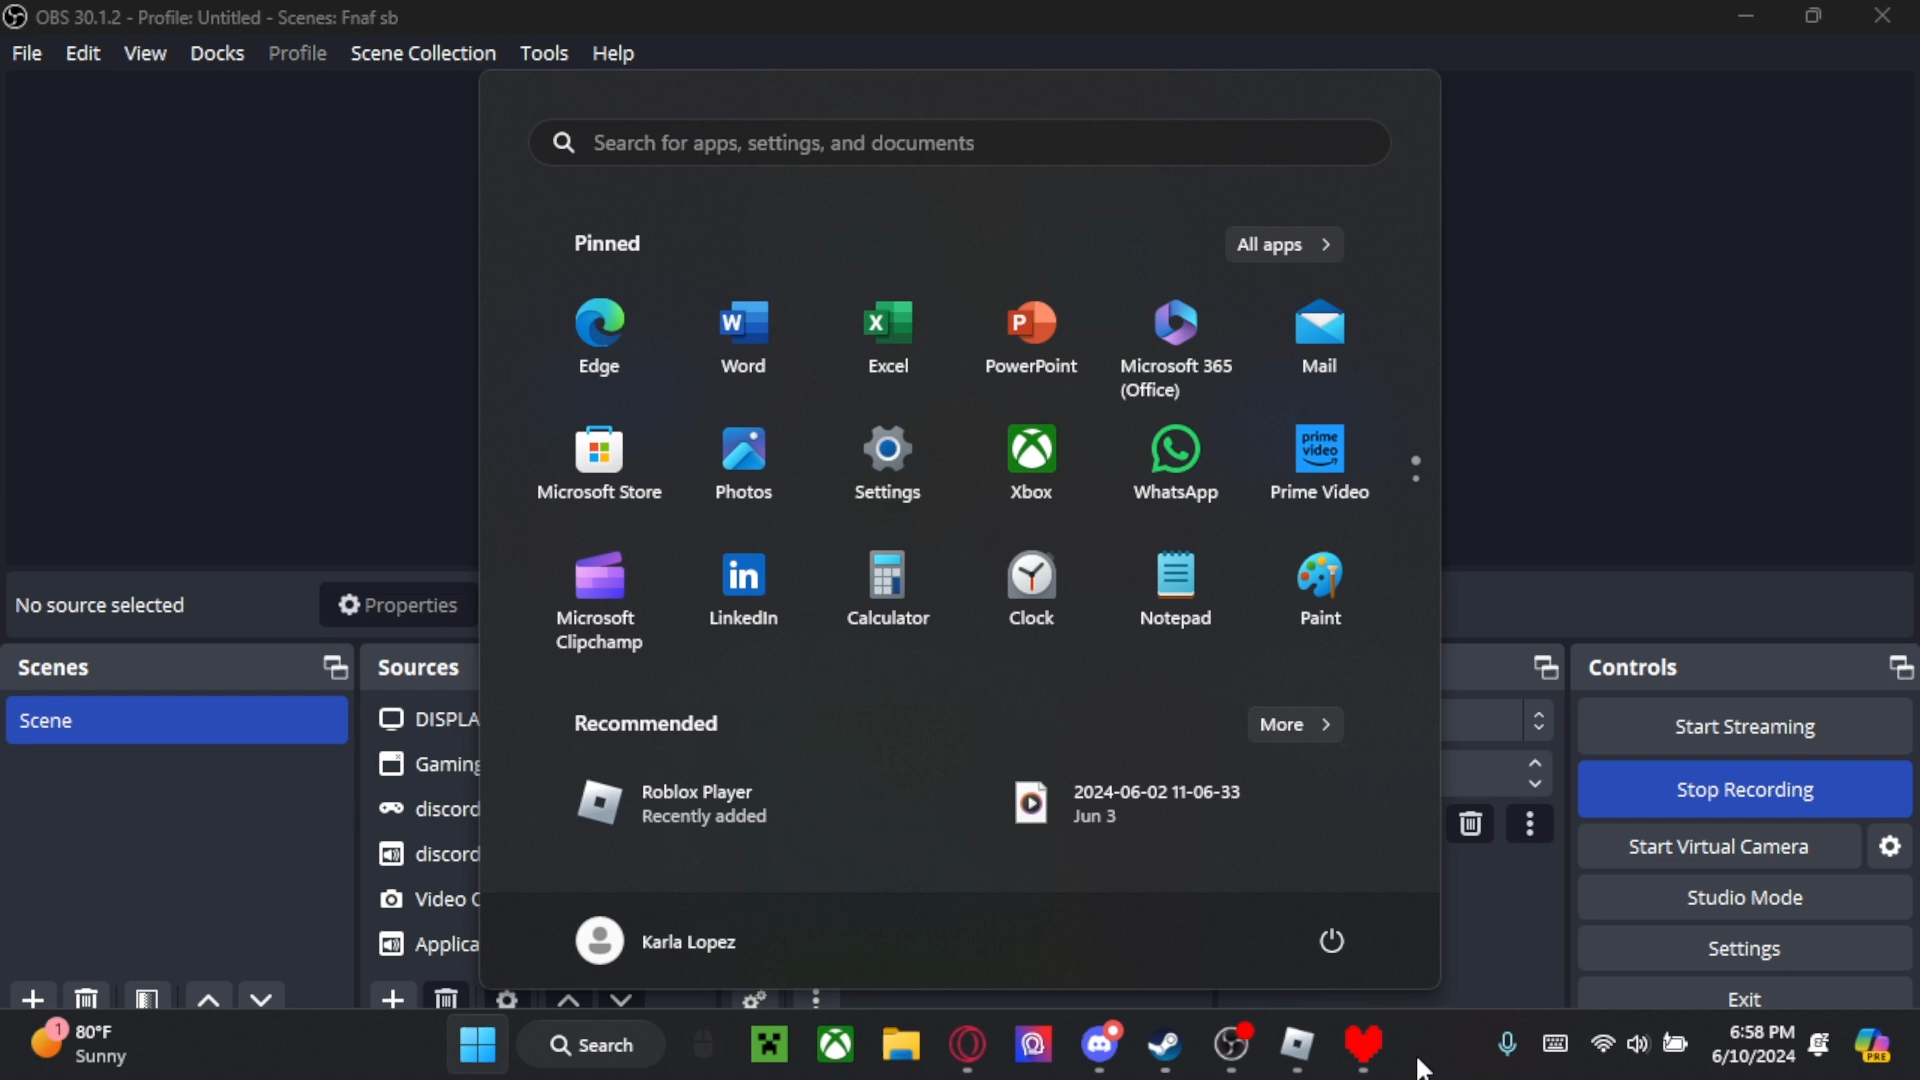 OBS 30.1.2 - Profile: Untitled - Scenes: Fnaf sb
File Edit View Docks Profile Scene Collection Tools Help
Search for apps, settings, and documents
Pinned
All apps
Edge
Word
Excel
PowerPoint
Microsoft 365
(Office)
Mail
Microsoft Store
Photos
Settings
Xbox
WhatsApp
prime
video
Prime Video
Microsoft
Clipchamp
LinkedIn
Calculator
Clock
Notepad
Paint
No source selected
Properties
Scenes
Sources
Controls
Scene
DISPLA
Gaming
discord
discord
Video C
Applica
Recommended
More
Roblox Player
Recently added
2024-06-02 11-06-33
Jun 3
Karla Lopez
Start Streaming
Stop Recording
Start Virtual Camera
Studio Mode
Settings
Exit
1
80°F
Sunny
Search
6:58 PM
6/10/2024
PRE